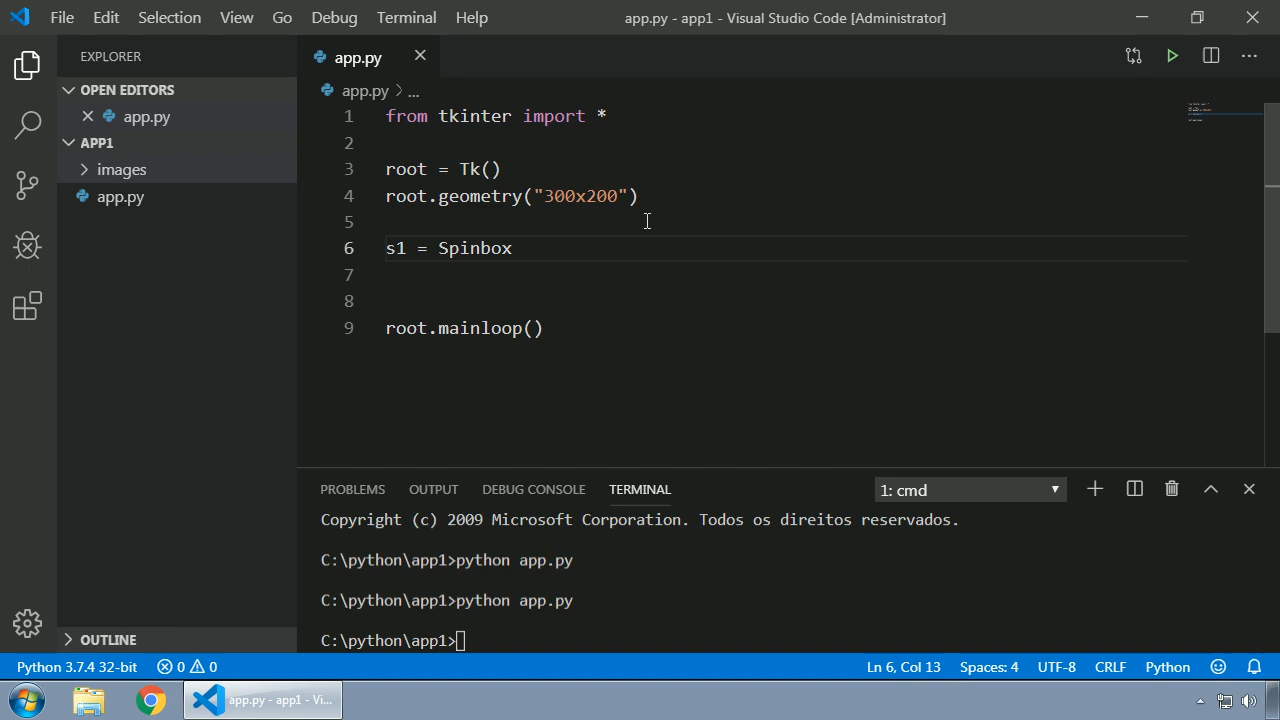 File Edit Selection View Go Debug Terminal Help
app.py - app1 - Visual Studio Code [Administrator]
EXPLORER
OPEN EDITORS
app.py
APP1
images
app.py
OUTLINE
app.py
app.py > ...
1 from tkinter import *
2
3 root = Tk()
4 root.geometry("300x200")
5
6 s1 = Spinbox
7
8
9 root.mainloop()
PROBLEMS OUTPUT DEBUG CONSOLE TERMINAL
1: cmd
Copyright (c) 2009 Microsoft Corporation. Todos os direitos reservados.
C:\python\app1>python app.py
C:\python\app1>python app.py
C:\python\app1>
Python 3.7.4 32-bit 0 0
Ln 6, Col 13 Spaces: 4 UTF-8 CRLF Python
app.py - app1 - Vi...